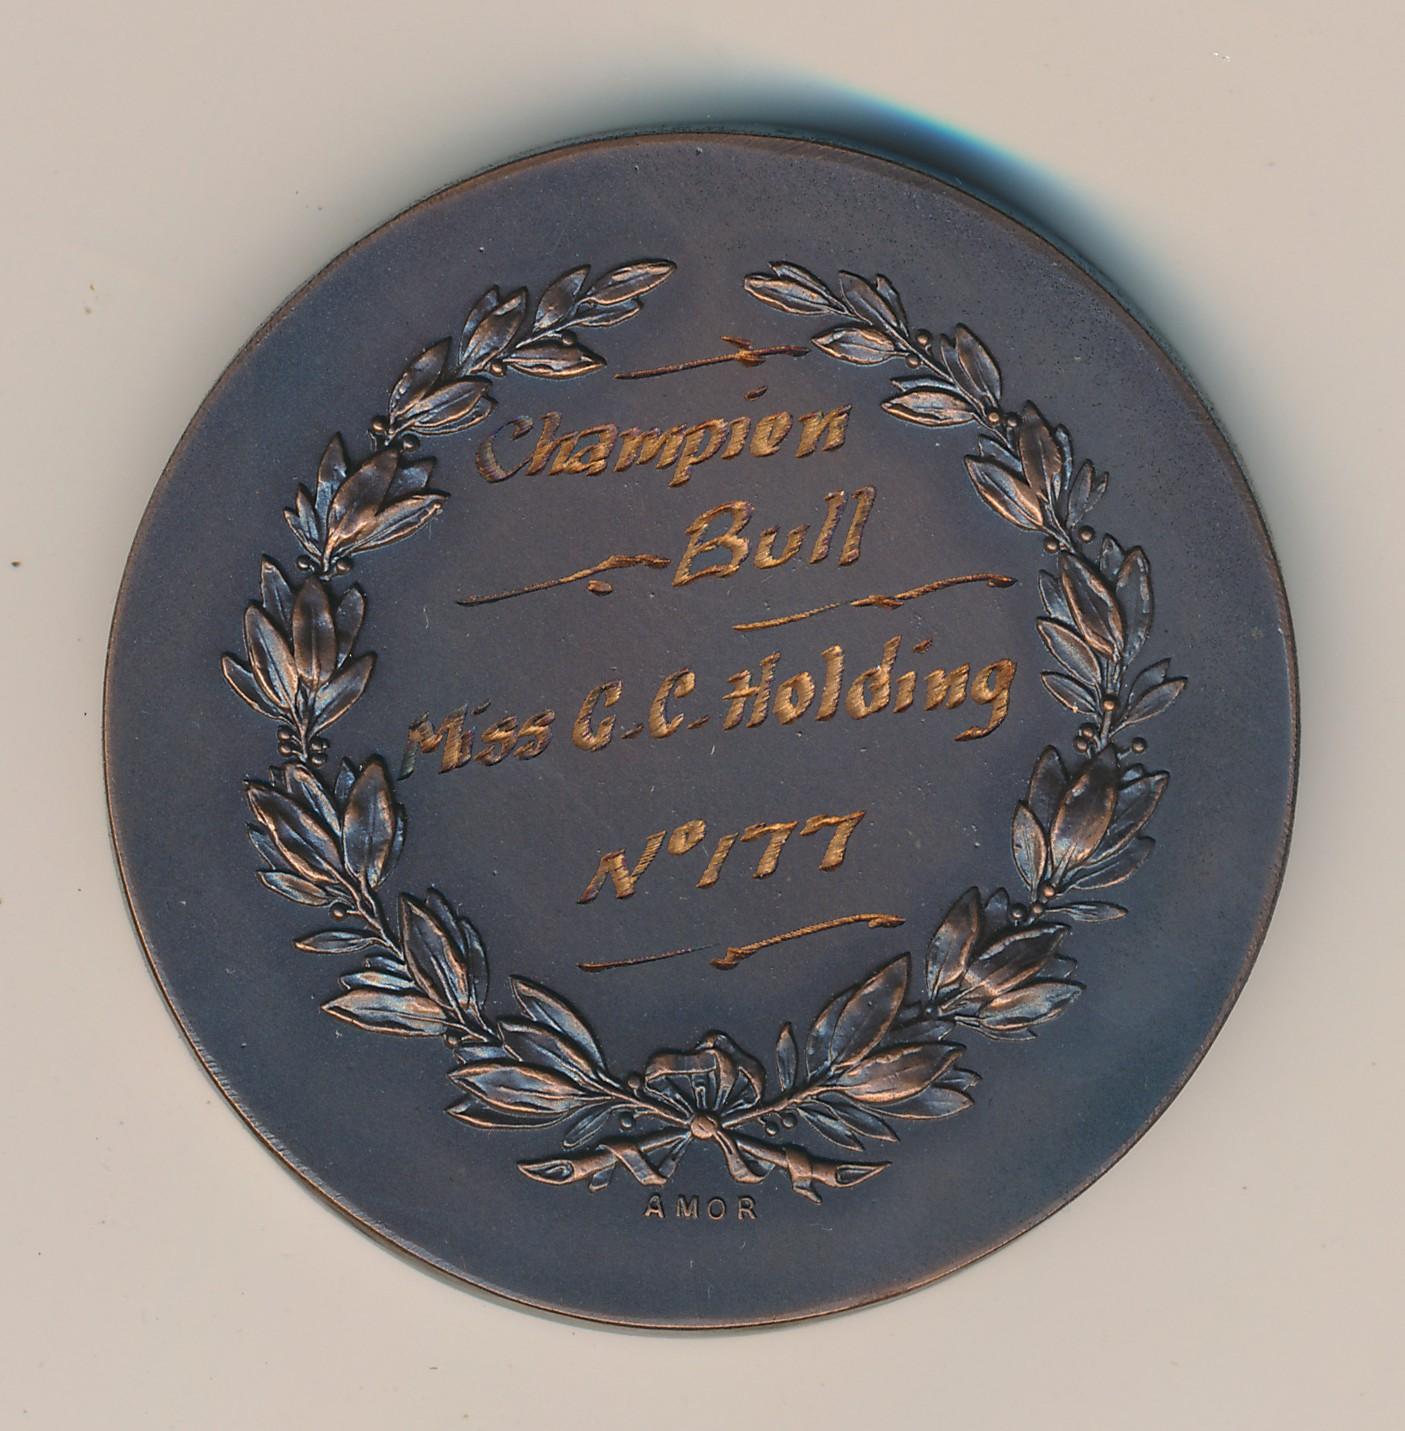 Champion
Bull
Miss G.C. Holding
Nº 177
AMOR